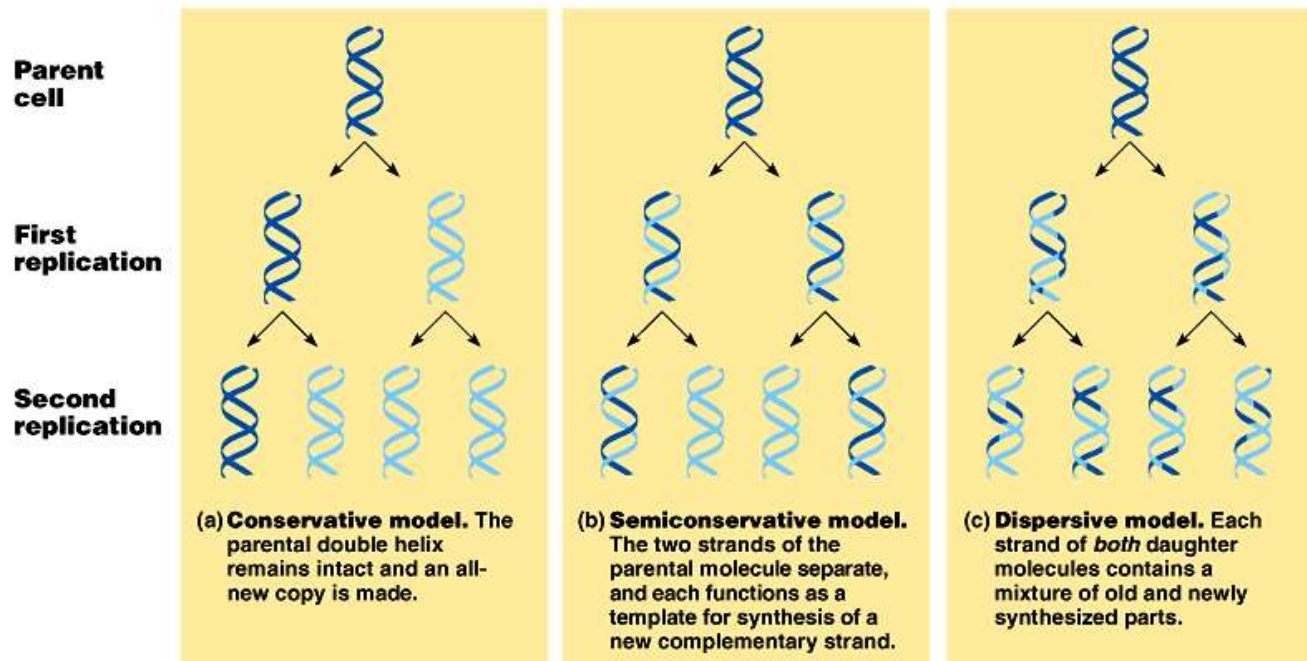 Parent
cell
First
replication
Second
replication
(a) Conservative model. The
parental double helix
remains intact and an all-
new copy is made.
(b) Semiconservative model.
The two strands of the
parental molecule separate,
and each functions as a
template for synthesis of a
new complementary strand.
(c) Dispersive model. Each
strand of both daughter
molecules contains a
mixture of old and newly
synthesized parts.